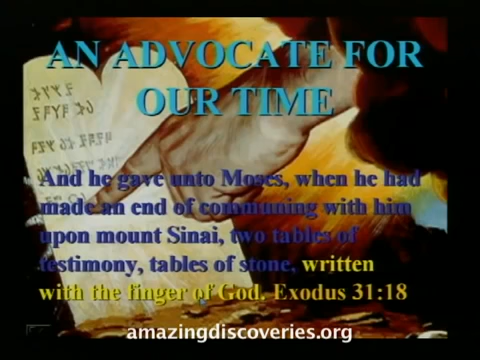 AN ADVOCATE FOR
OUR TIME
And he gave unto Moses, when he had
made an end of communing with him
upon mount Sinai, two tables of
testimony, tables of stone, written
with the finger of God. Exodus 31:18
amazingdiscoveries.org